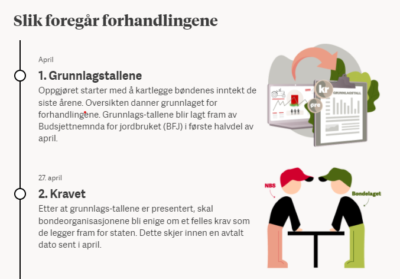 Slik foregår forhandlingene
April
1. Grunnlagstallene
Oppgjøret starter med å kartlegge bøndenes inntekt de
siste årene. Oversikten danner grunnlaget for
forhandlingene. Grunnlags-tallene blir lagt fram av
Budsjettnemnda for jordbruket (BFJ) i første halvdel av
april.
kr
27. april
2. Kravet
Etter at grunnlags-tallene er presentert, skal
bondeorganisasjonene bli enige om et felles krav som
de legger fram for staten. Dette skjer innen en avtalt
dato sent i april.
NBS
Bondelaget